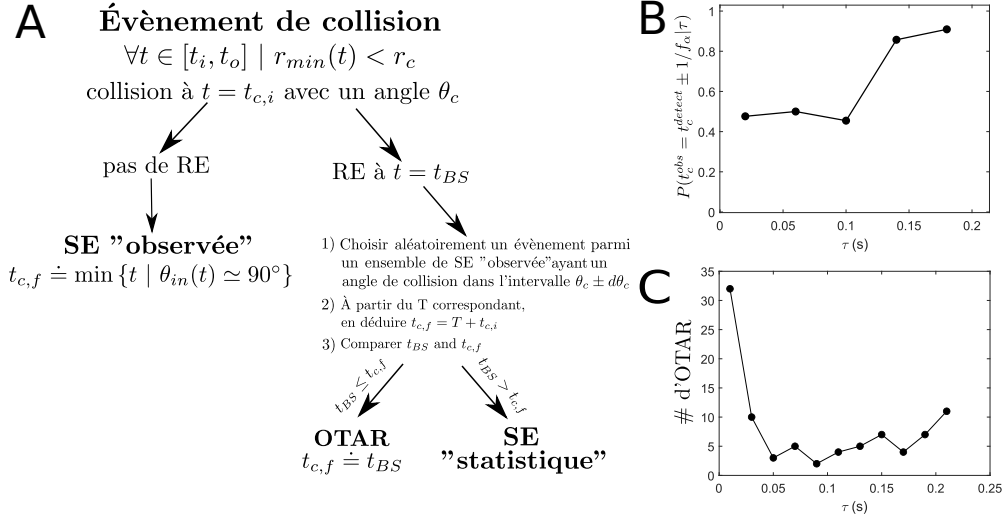 A
Évènement de collision
∀t ∈ [t_i, t_o] | r_min(t) < r_c
collision à t = t_c,i avec un angle θ_c
pas de RE
RE à t = t_BS
SE ”observée”
t_c,f ≐ min {t | θ_in(t) ≃ 90°}
1) Choisir aléatoirement un évènement parmi
un ensemble de SE ”observée”ayant un
angle de collision dans l'intervalle θ_c ± dθ_c
2) À partir du T correspondant,
en déduire t_c,f = T + t_c,i
3) Comparer t_BS and t_c,f
t_BS ≤ t_c,f
t_BS > t_c,f
OTAR
t_c,f ≐ t_BS
SE
”statistique”
B
P(t_c^obs = t_c^detect ± 1/f_α|τ)
1
0.8
0.6
0.4
0.2
0
0 0.05 0.1 0.15 0.2
τ (s)
C
# d'OTAR
35
30
25
20
15
10
5
0
0 0.05 0.1 0.15 0.2 0.25
τ (s)